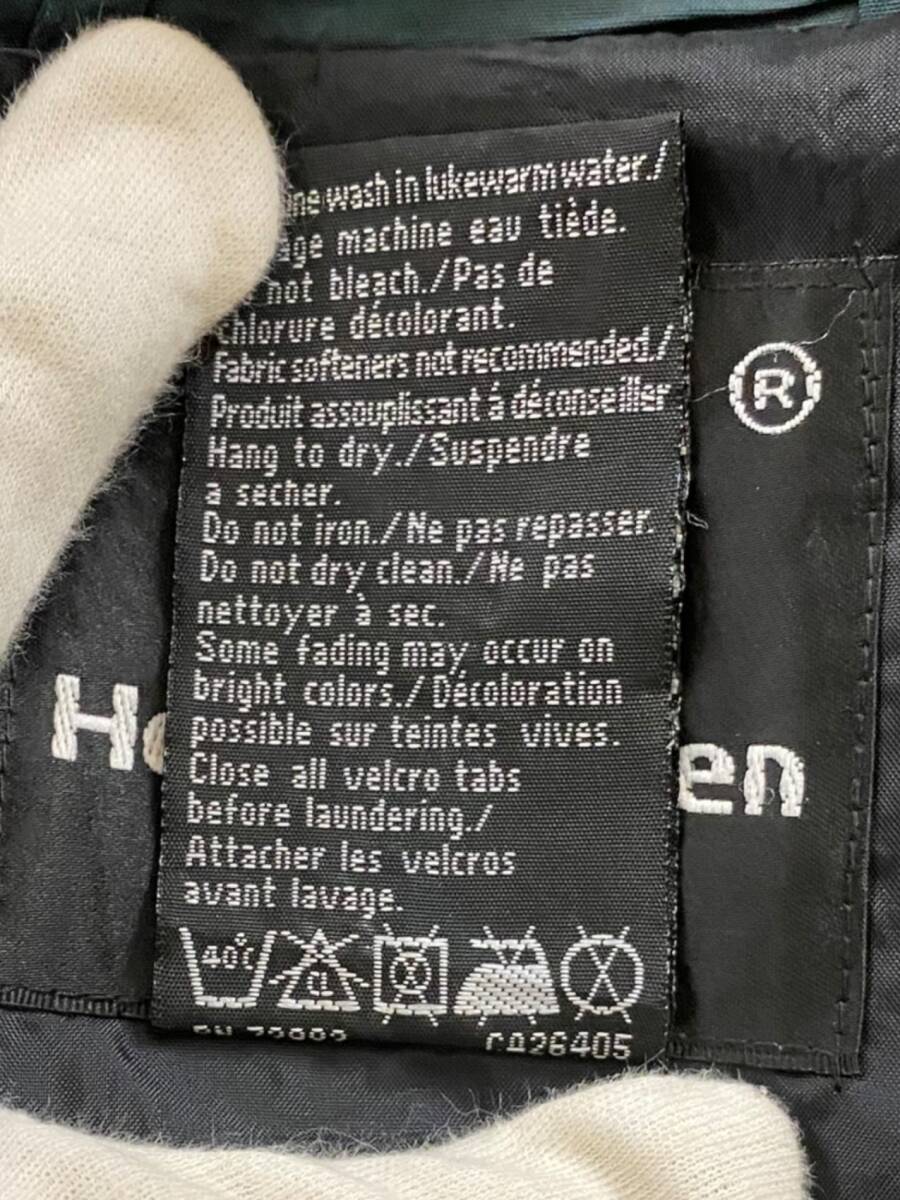 wash in lukewarm water./
machine eau tiède.
not bleach./Pas de
chlorure décolorant.
Fabric softeners not recommended./
Produit assouplissant à déconseiller
Hang to dry./Suspendre
a secher.
Do not iron./Ne pas repasser.
Do not dry clean./Ne pas
nettoyer à sec.
Some fading may occur on
bright colors./Décoloration
possible sur teintes vives.
Close all velcro tabs
before laundering./
Attacher les velcros
avant lavage.
40°C
CL
CA26405
®